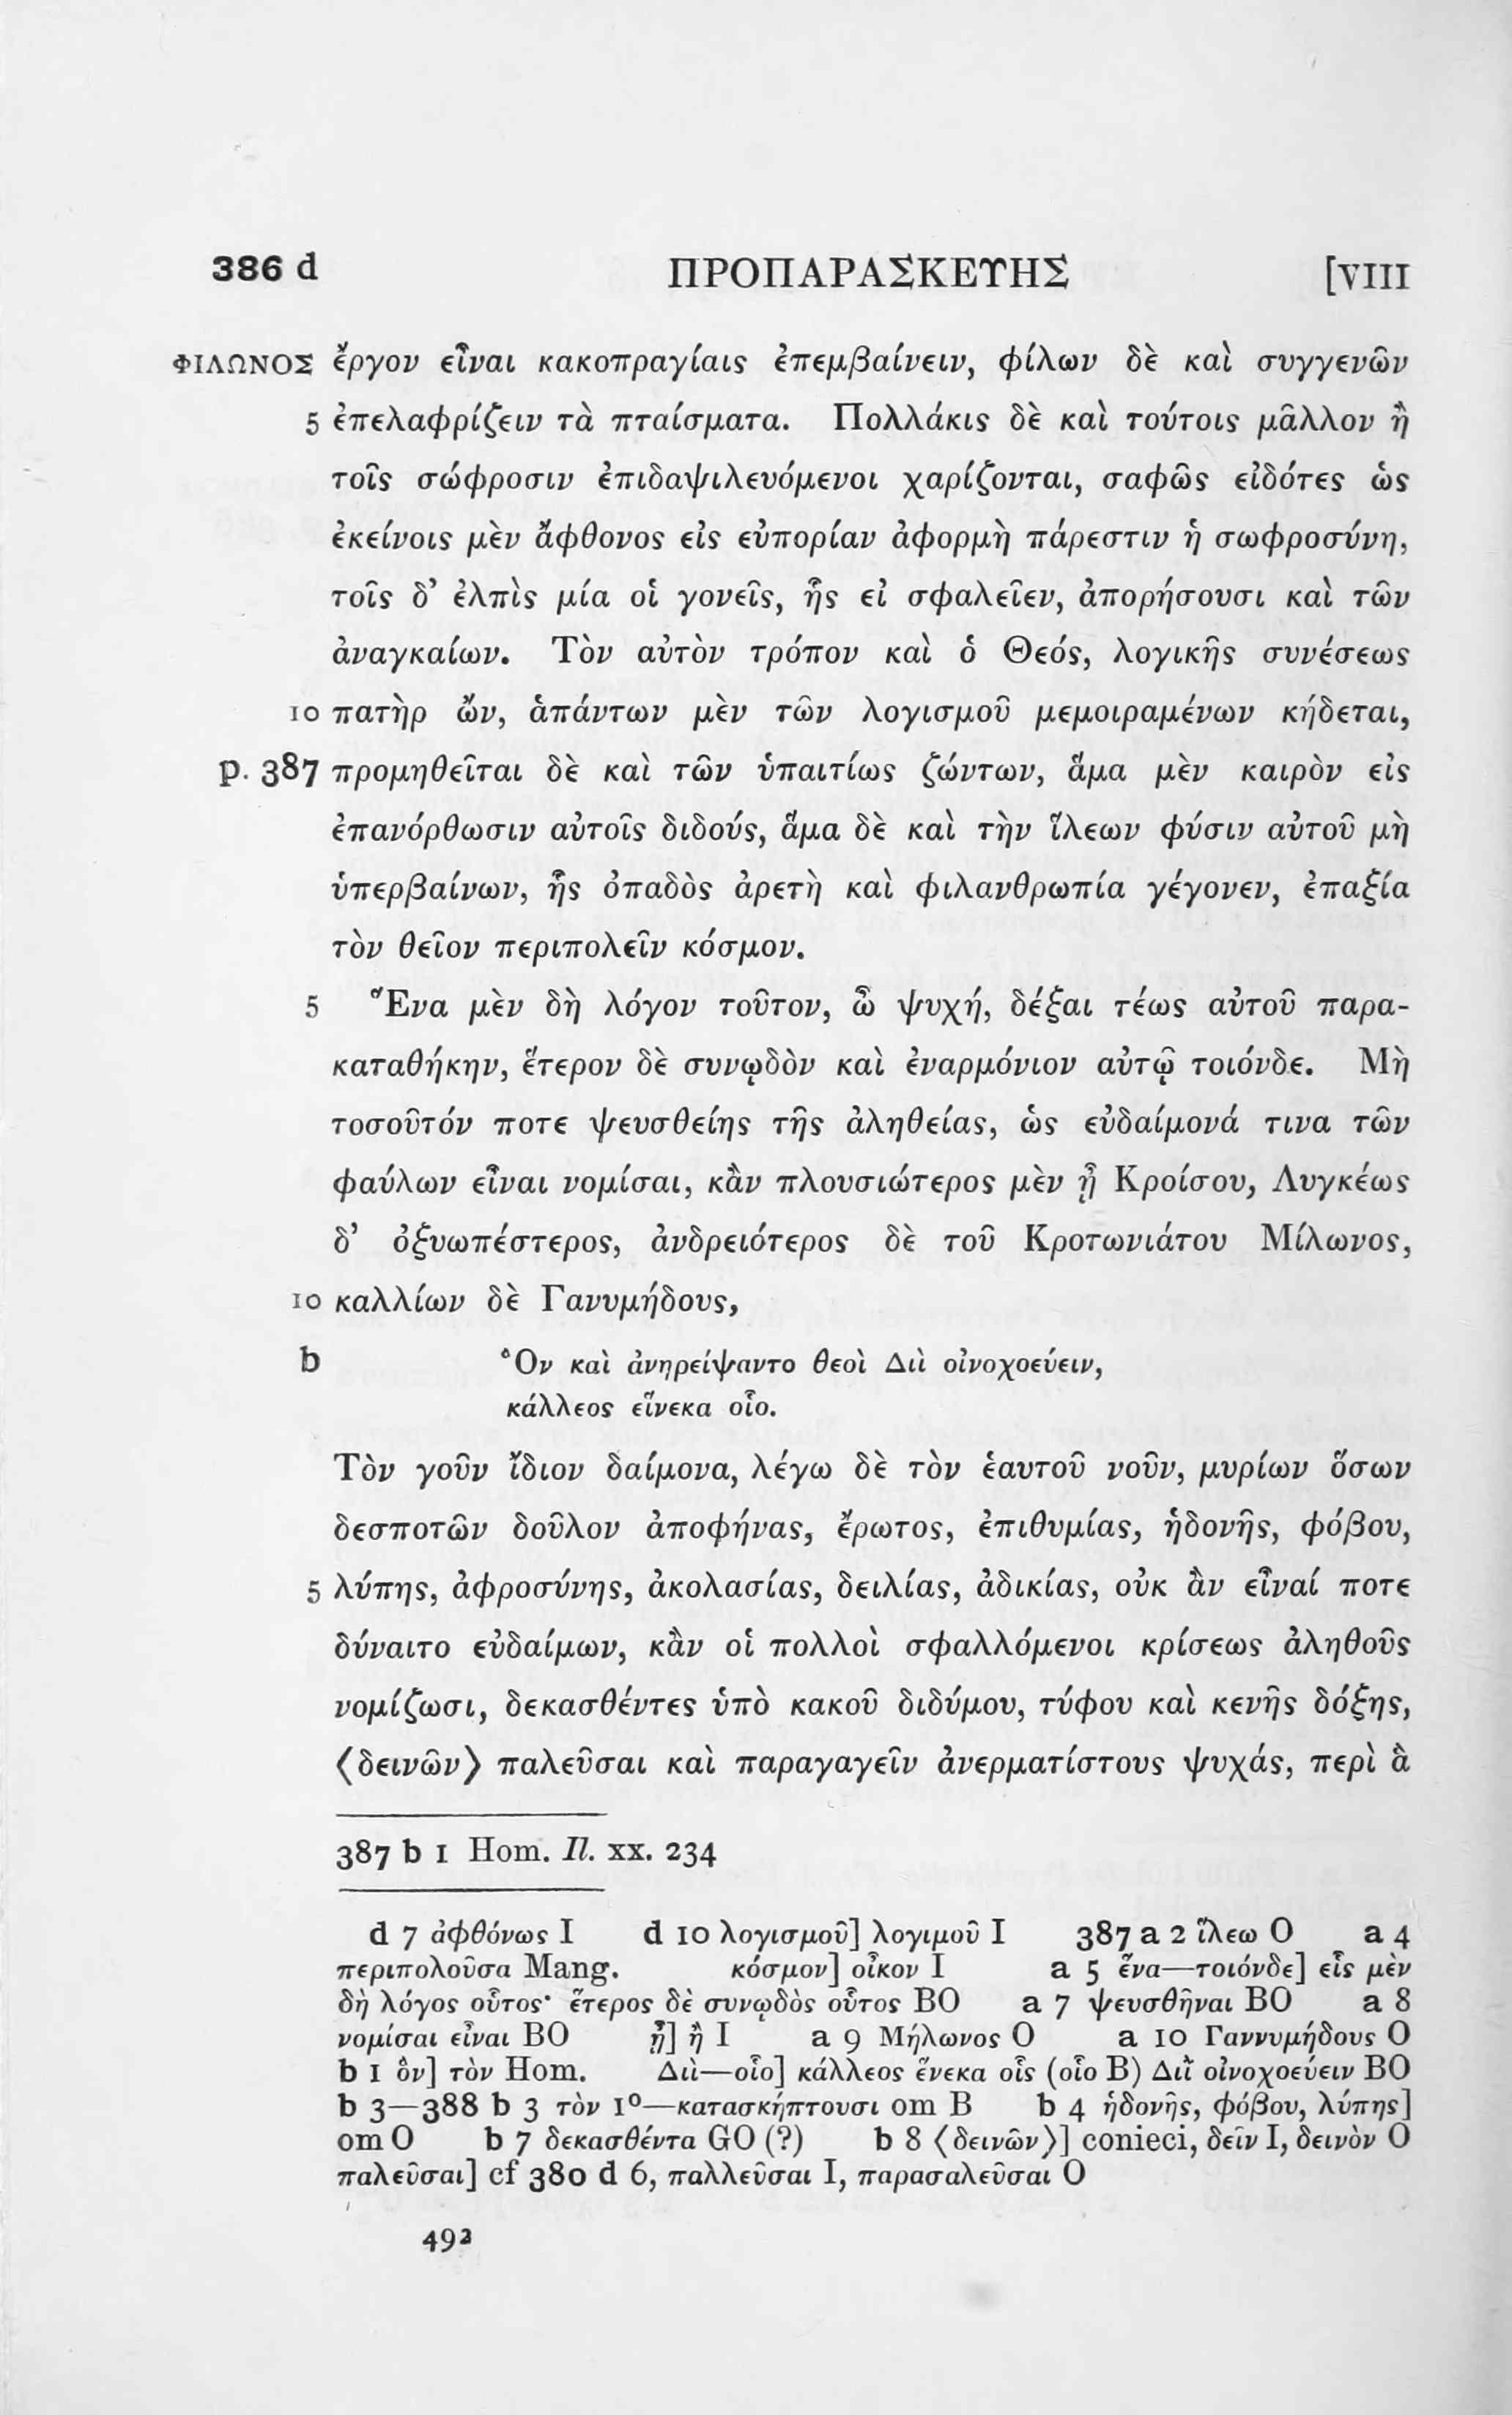 386 d ΠΡΟΠΑΡΑΣΚΕΥΗΣ [VIII
ΦΙΛΩΝΟΣ ἔργον εἶναι κακοπραγίαις ἐπεμβαίνειν, φίλων δὲ καὶ συγγενῶν
5 ἐπελαφρίζειν τὰ πταίσματα. Πολλάκις δὲ καὶ τούτοις μᾶλλον ἢ
τοῖς σώφροσιν ἐπιδαψιλευόμενοι χαρίζονται, σαφῶς εἰδότες ὡς
ἐκείνοις μὲν ἄφθονος εἰς εὐπορίαν ἀφορμὴ πάρεστιν ἡ σωφροσύνη,
τοῖς δ’ ἐλπὶς μία οἱ γονεῖς, ἧς εἰ σφαλεῖεν, ἀπορήσουσι καὶ τῶν
ἀναγκαίων. Τὸν αὐτὸν τρόπον καὶ ὁ Θεός, λογικῆς συνέσεως
10 πατὴρ ὤν, ἁπάντων μὲν τῶν λογισμοῦ μεμοιραμένων κήδεται,
p. 387 προμηθεῖται δὲ καὶ τῶν ὑπαιτίως ζώντων, ἅμα μὲν καιρὸν εἰς
ἐπανόρθωσιν αὐτοῖς διδούς, ἅμα δὲ καὶ τὴν ἵλεων φύσιν αὐτοῦ μὴ
ὑπερβαίνων, ἧς ὀπαδὸς ἀρετὴ καὶ φιλανθρωπία γέγονεν, ἐπαξία
τὸν θεῖον περιπολεῖν κόσμον.
5 Ἕνα μὲν δὴ λόγον τοῦτον, ὦ ψυχή, δέξαι τέως αὐτοῦ παρα-
καταθήκην, ἕτερον δὲ συνῳδὸν καὶ ἐναρμόνιον αὐτῷ τοιόνδε. Μὴ
τοσοῦτόν ποτε ψευσθείης τῆς ἀληθείας, ὡς εὐδαίμονά τινα τῶν
φαύλων εἶναι νομίσαι, κἂν πλουσιώτερος μὲν ᾖ Κροίσου, Λυγκέως
δ’ ὀξυωπέστερος, ἀνδρειότερος δὲ τοῦ Κροτωνιάτου Μίλωνος,
10 καλλίων δὲ Γανυμήδους,
b Ὃν καὶ ἀνηρείψαντο θεοὶ Διὶ οἰνοχοεύειν,
κάλλεος εἵνεκα οἷο.
Τὸν γοῦν ἴδιον δαίμονα, λέγω δὲ τὸν ἑαυτοῦ νοῦν, μυρίων ὅσων
δεσποτῶν δοῦλον ἀποφήνας, ἔρωτος, ἐπιθυμίας, ἡδονῆς, φόβου,
5 λύπης, ἀφροσύνης, ἀκολασίας, δειλίας, ἀδικίας, οὐκ ἂν εἶναί ποτε
δύναιτο εὐδαίμων, κἂν οἱ πολλοὶ σφαλλόμενοι κρίσεως ἀληθοῦς
νομίζωσι, δεκασθέντες ὑπὸ κακοῦ διδύμου, τύφου καὶ κενῆς δόξης,
⟨δεινῶν⟩ παλεῦσαι καὶ παραγαγεῖν ἀνερματίστους ψυχάς, περὶ ἃ
387 b 1 Hom. Il. xx. 234
d 7 ἀφθόνως I d 10 λογισμοῦ] λογιμοῦ I 387 a 2 ἵλεω O a 4
περιπολοῦσα Mang. κόσμον] οἶκον I a 5 ἕνα—τοιόνδε] εἷς μὲν
δὴ λόγος οὗτος· ἕτερος δὲ συνῳδὸς οὗτος BO a 7 ψευσθῆναι BO a 8
νομίσαι εἶναι BO ᾖ] ἢ I a 9 Μήλωνος O a 10 Γαννυμήδους O
b 1 ὃν] τὸν Hom. Διὶ—οἷο] κάλλεος ἕνεκα οἷς (οἷο B) Διῒ οἰνοχοεύειν BO
b 3—388 b 3 τὸν 1º—κατασκήπτουσι om B b 4 ἡδονῆς, φόβου, λύπης]
om O b 7 δεκασθέντα GO (?) b 8 ⟨δεινῶν⟩] conieci, δεῖν I, δεινὸν O
παλεῦσαι] cf 380 d 6, παλλεῦσαι I, παρασαλεῦσαι O
492